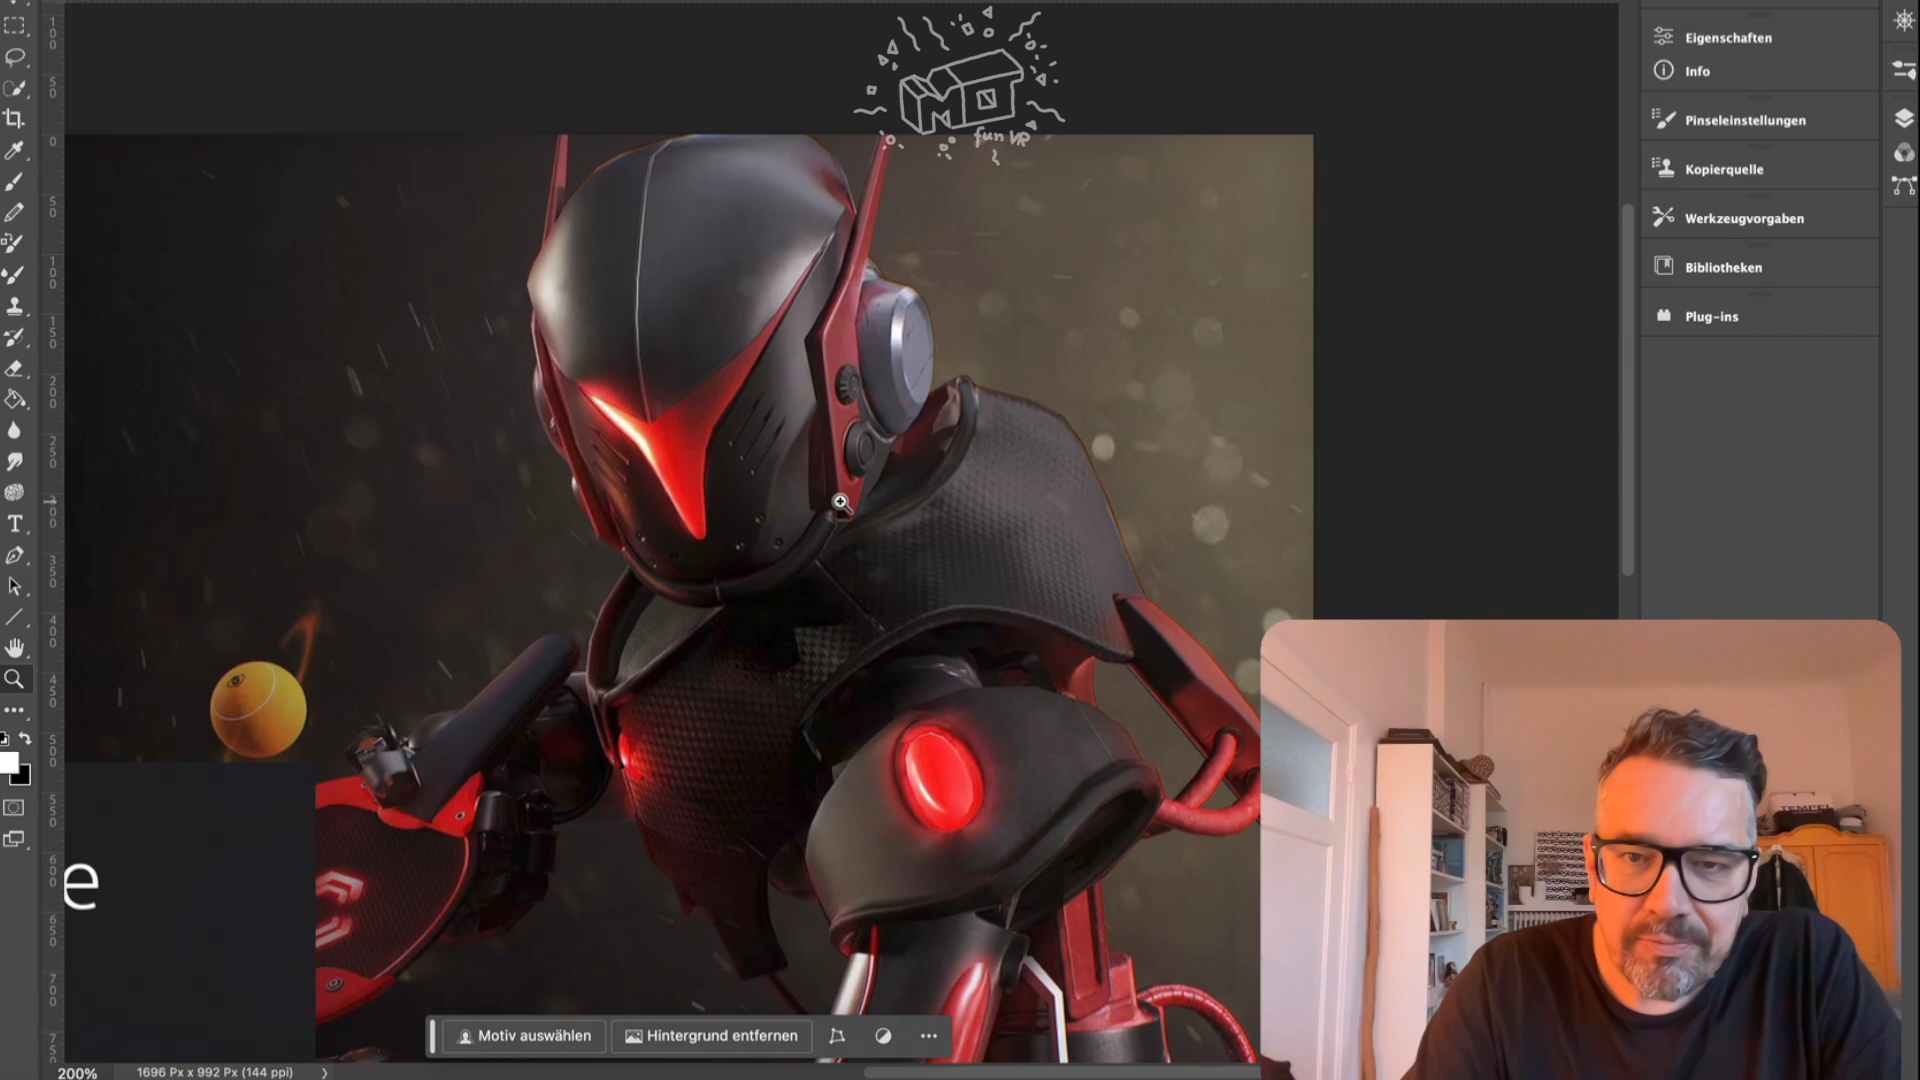 fun VR
Eigenschaften
Info
Pinseleinstellungen
Kopierquelle
Werkzeugvorgaben
Bibliotheken
Plug-ins
e
TEMPEL
Motiv auswählen
Hintergrund entfernen
200%
1696 Px x 992 Px (144 ppi)